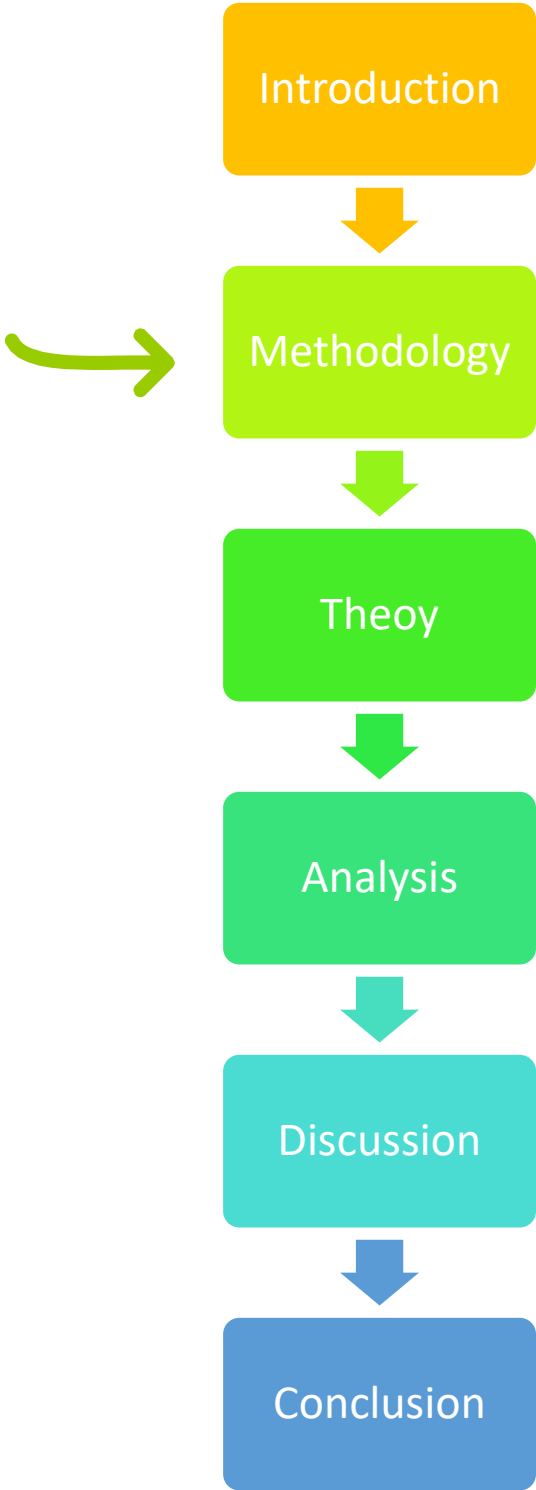 Introduction
Methodology
Theoy
Analysis
Discussion
Conclusion